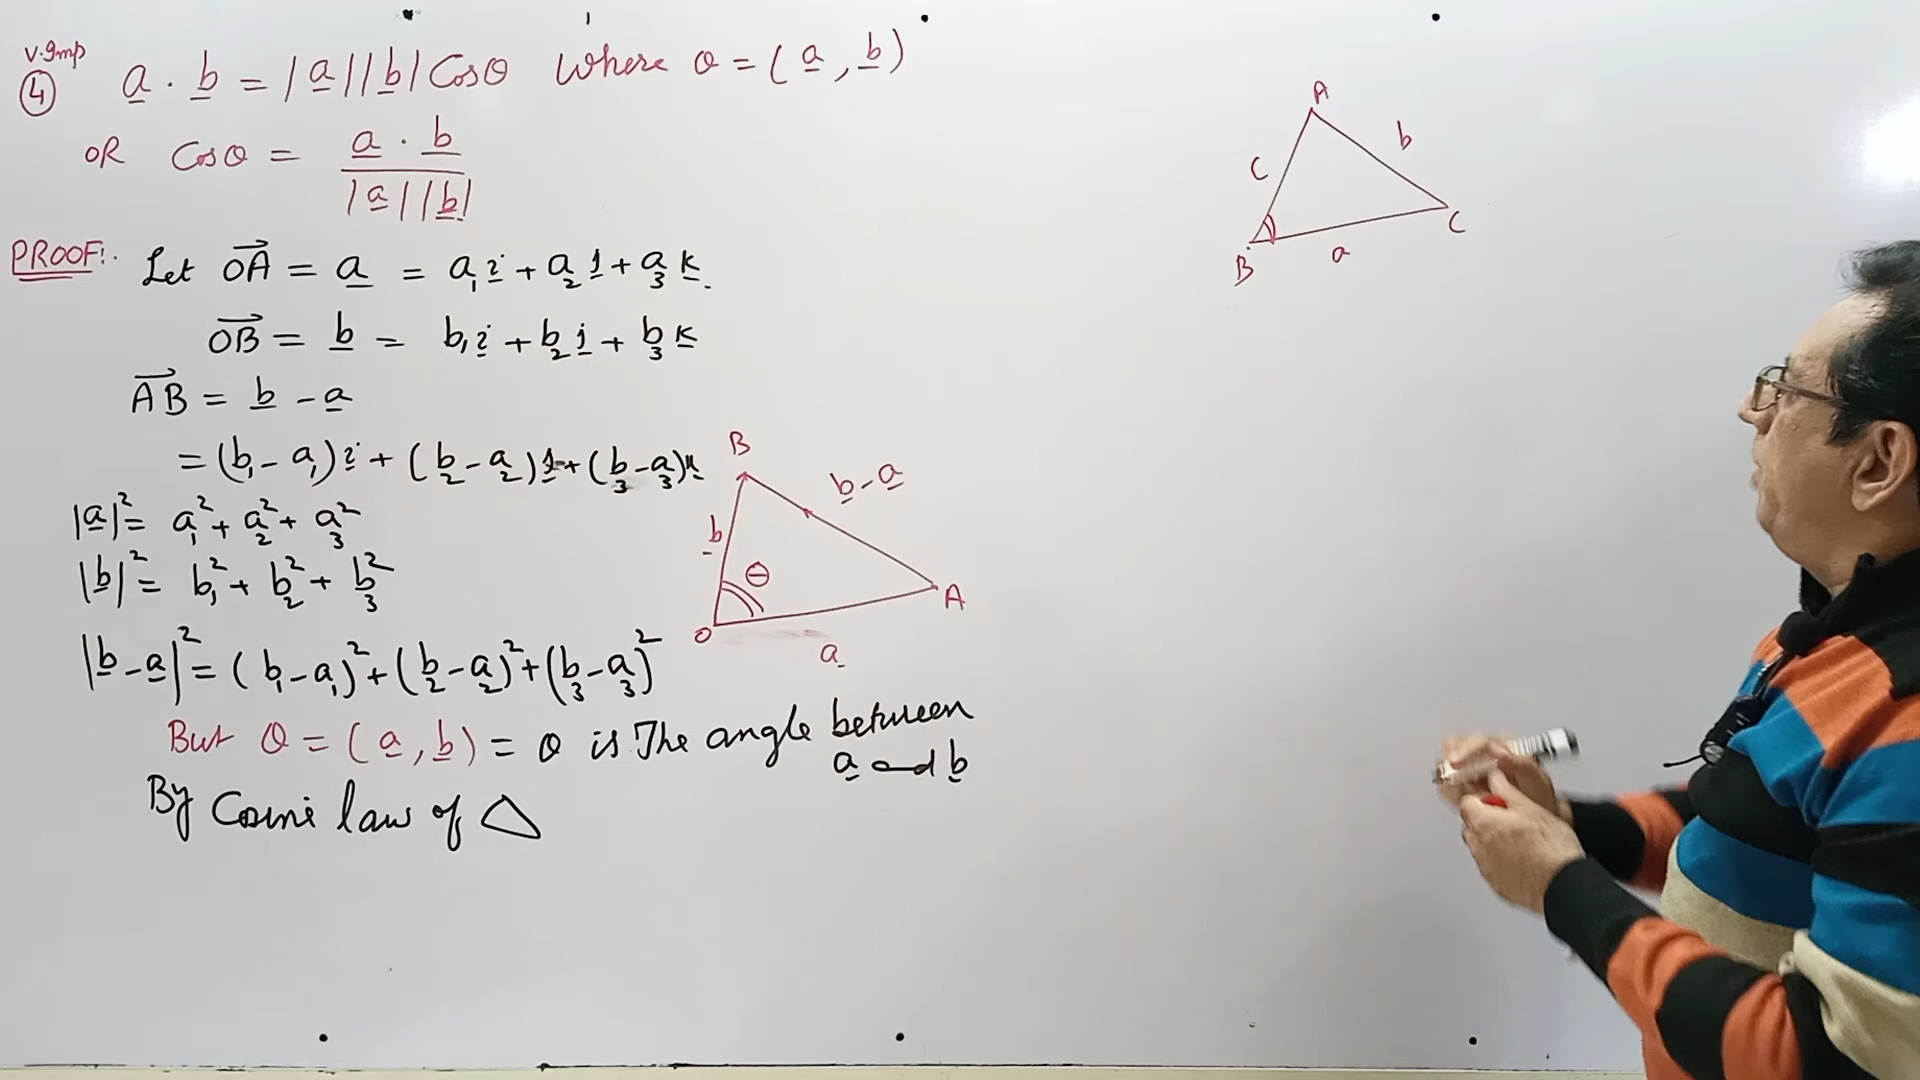 V.Imp
④ a̲ · b̲ = |a̲||b̲| Cosθ Where θ = (a̲, b̲)
OR Cosθ = a̲ · b̲ / |a̲||b̲|
PROOF:. Let OA⃗ = a̲ = a₁i̲ + a₂j̲ + a₃k̲.
OB⃗ = b̲ = b₁i̲ + b₂j̲ + b₃k̲
AB⃗ = b̲ - a̲
= (b₁ - a₁)i̲ + (b₂ - a₂)j̲ + (b₃ - a₃)k̲
|a̲|² = a₁² + a₂² + a₃²
|b̲|² = b₁² + b₂² + b₃²
|b̲ - a̲|² = (b₁ - a₁)² + (b₂ - a₂)² + (b₃ - a₃)²
But θ = (a̲, b̲) = θ is The angle between
a̲ and b̲
By Cosine law of △
B
b̲ - a̲
b̲
θ
A
O
a̲
A
b
C
C
B
a